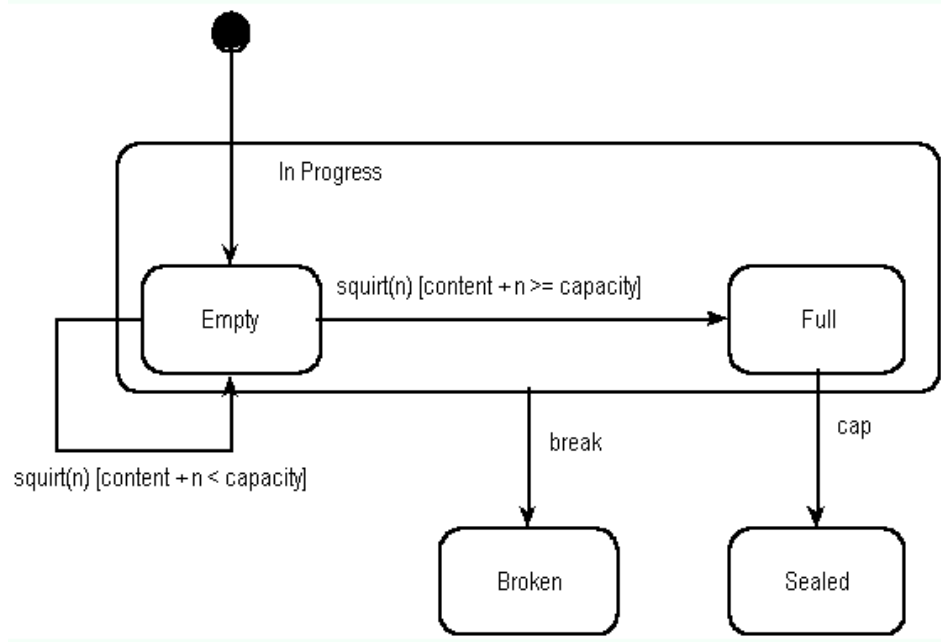 In Progress
squirt(n) [content + n >= capacity]
Empty
Full
cap
break
squirt(n) [content + n < capacity]
Broken
Sealed